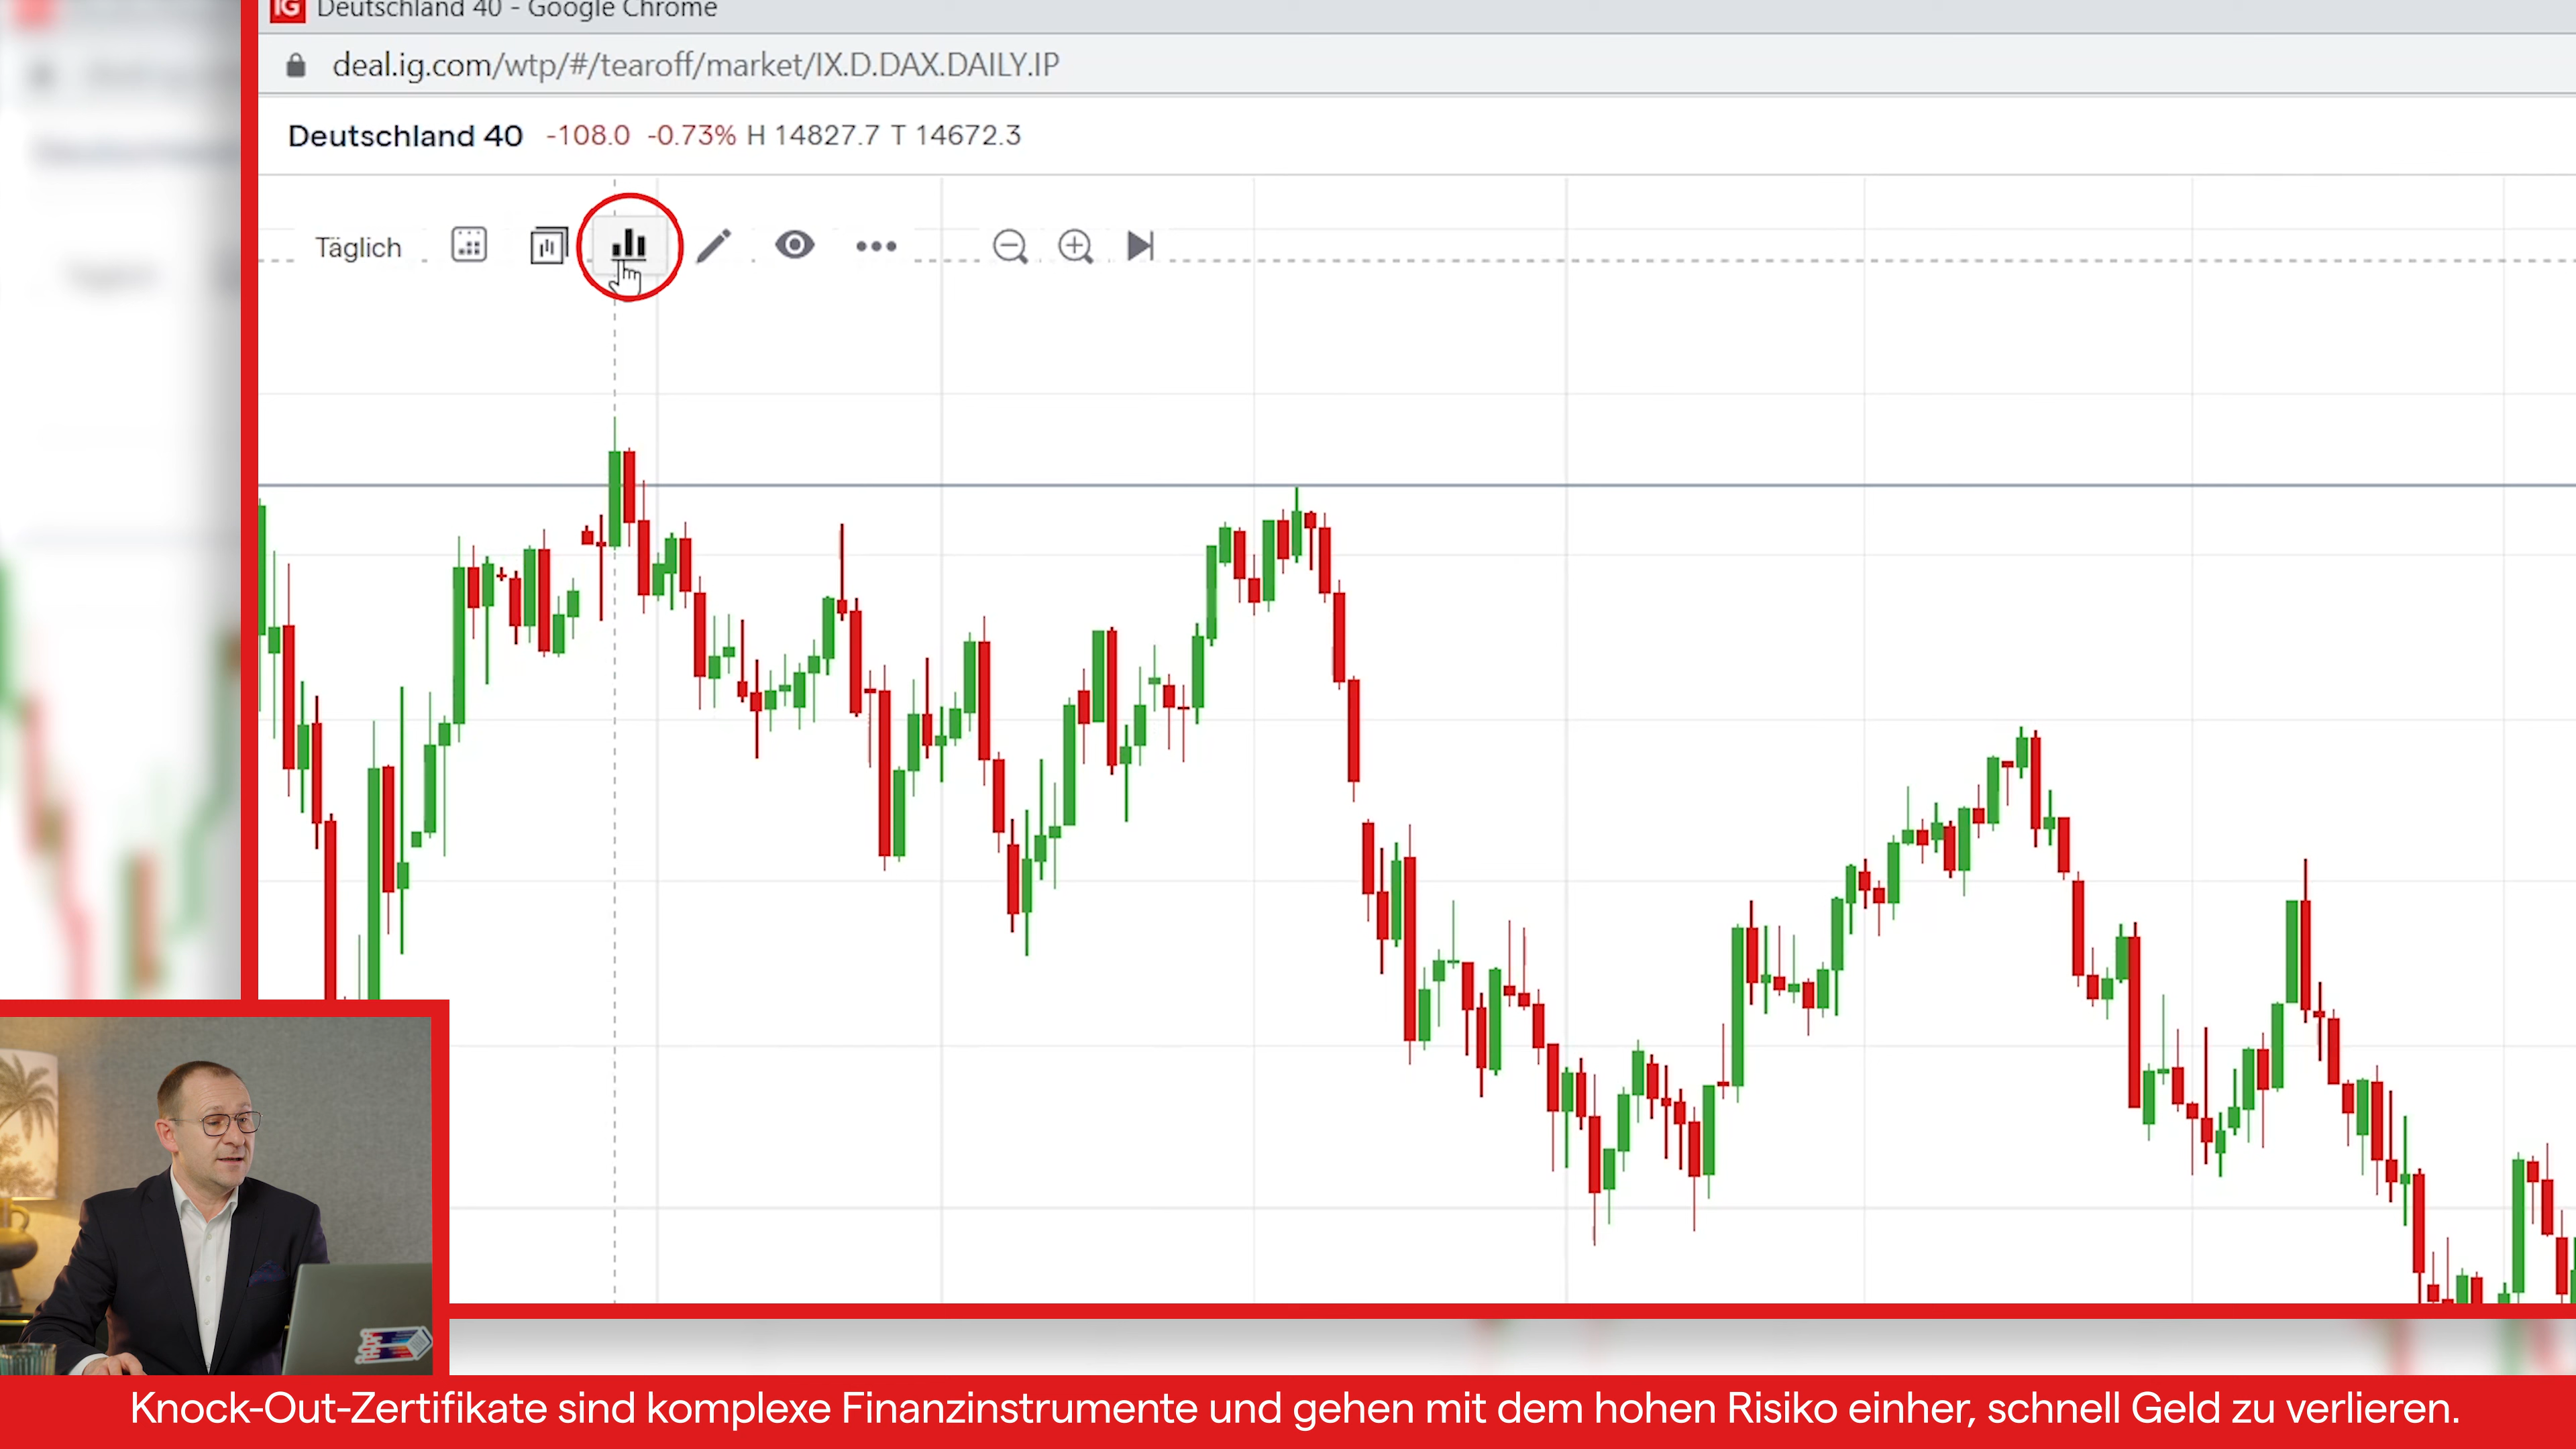 IG Deutschland 40 - Google Chrome
deal.ig.com/wtp/#/tearoff/market/IX.D.DAX.DAILY.IP
Deutschland 40 -108.0 -0.73% H 14827.7 T 14672.3
Täglich
Knock-Out-Zertifikate sind komplexe Finanzinstrumente und gehen mit dem hohen Risiko einher, schnell Geld zu verlieren.